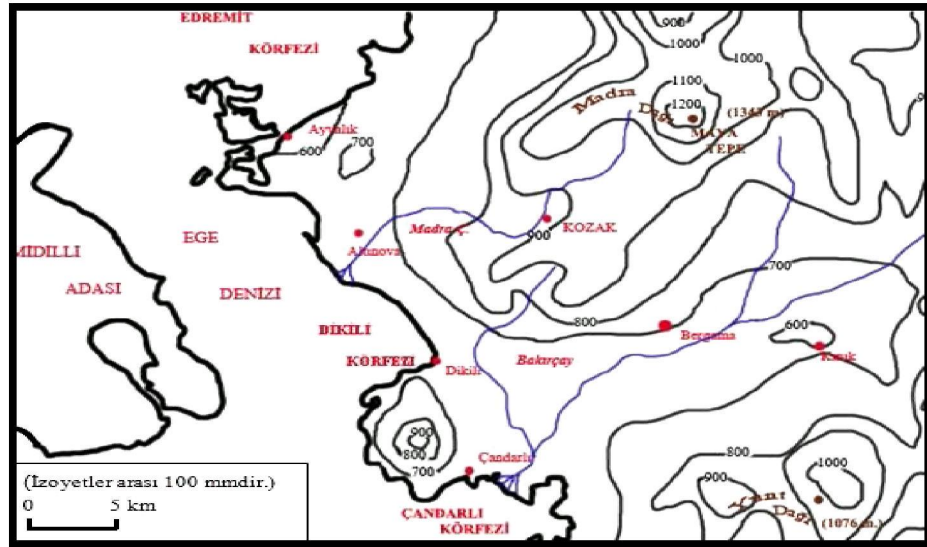 EDREMİT
KÖRFEZİ
900
1000
1000
1100
1200
Madra Dağı
(1343 m)
MAYA
TEPE
Ayvalık
600
700
MİDİLLİ
ADASI
EGE
DENİZİ
Altınova
Madra Ç.
900
KOZAK
700
DİKİLİ
KÖRFEZI
Dikili
Bakırçay
800
Bergama
600
Kınık
900
800
700
Çandarlı
800
900
1000
Yunt
Dağı
(1076 m.)
ÇANDARLI
KÖRFEZİ
(İzoyetler arası 100 mmdir.)
0 5 km